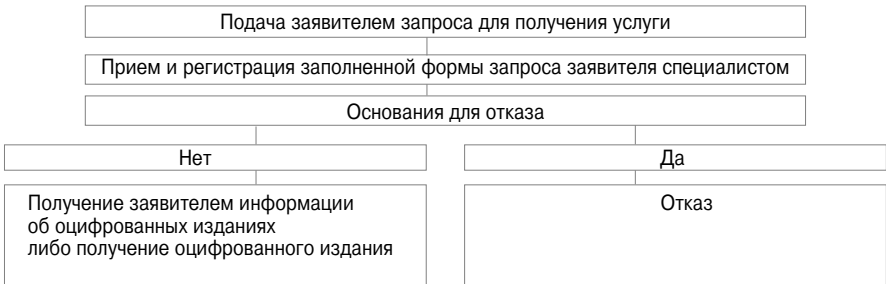 Подача заявителем запроса для получения услуги
Прием и регистрация заполненной формы запроса заявителя специалистом
Основания для отказа
Нет
Да
Получение заявителем информации
об оцифрованных изданиях
либо получение оцифрованного издания
Отказ